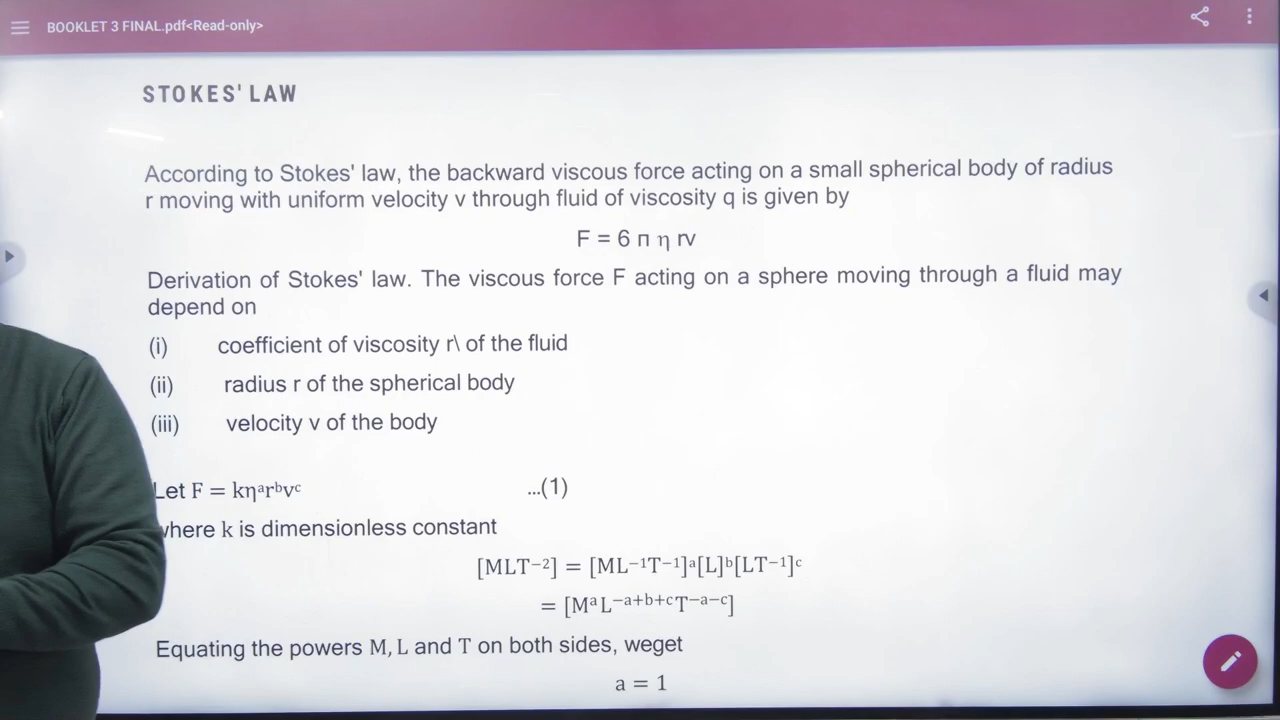 BOOKLET 3 FINAL.pdf<Read-only>
STOKES' LAW
According to Stokes' law, the backward viscous force acting on a small spherical body of radius
r moving with uniform velocity v through fluid of viscosity q is given by
F = 6 п η rv
Derivation of Stokes' law. The viscous force F acting on a sphere moving through a fluid may
depend on
(i) coefficient of viscosity r\ of the fluid
(ii) radius r of the spherical body
(iii) velocity v of the body
Let F = kηᵃrᵇvᶜ ...(1)
where k is dimensionless constant
[MLT⁻²] = [ML⁻¹T⁻¹]ᵃ[L]ᵇ[LT⁻¹]ᶜ
= [MᵃL⁻ᵃ⁺ᵇ⁺ᶜT⁻ᵃ⁻ᶜ]
Equating the powers M, L and T on both sides, weget
a = 1